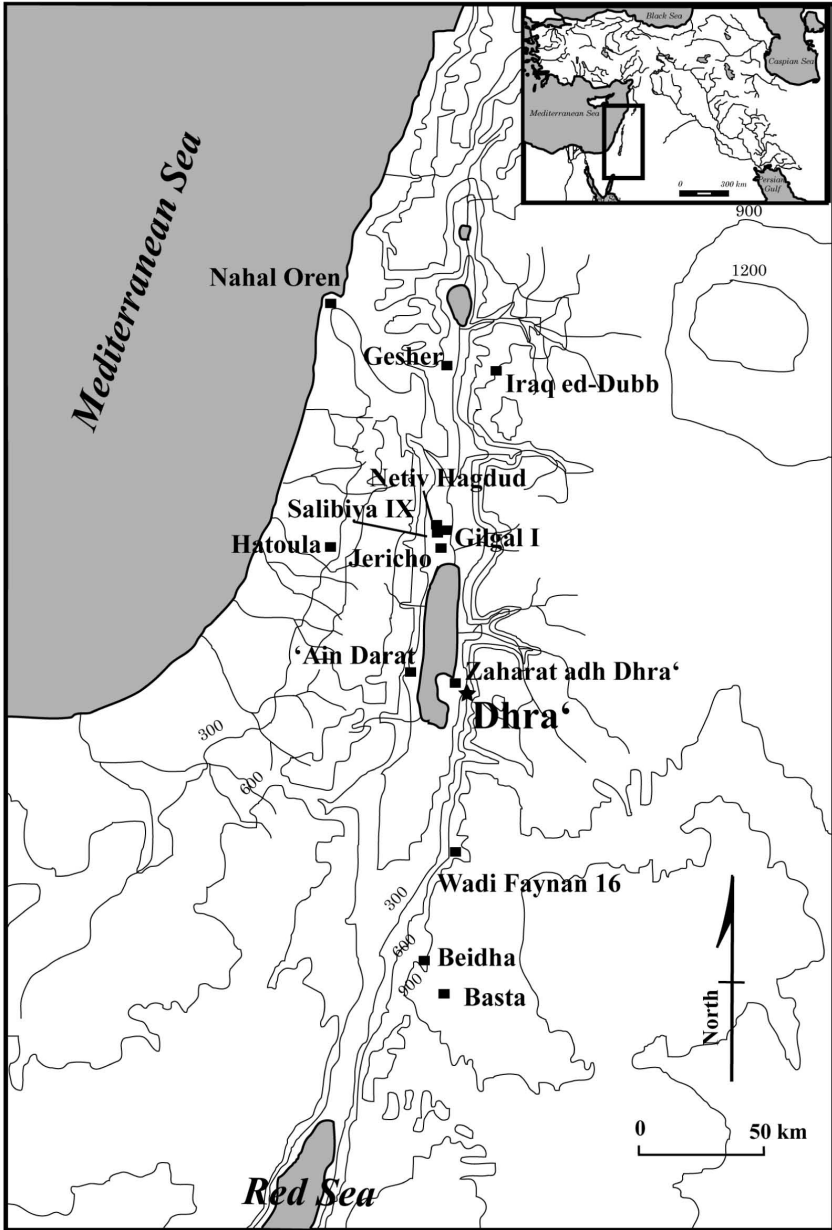 Black Sea
Caspian Sea
Mediterranean Sea
Persian
Gulf
0 300 km
900
1200
Mediterranean Sea
Nahal Oren
Gesher
Iraq ed-Dubb
Netiv Hagdud
Salibiya IX
Gilgal I
Hatoula
Jericho
‘Ain Darat
Zaharat adh Dhra‘
Dhra‘
300
600
Wadi Faynan 16
300
600
900
Beidha
Basta
North
0 50 km
Red Sea